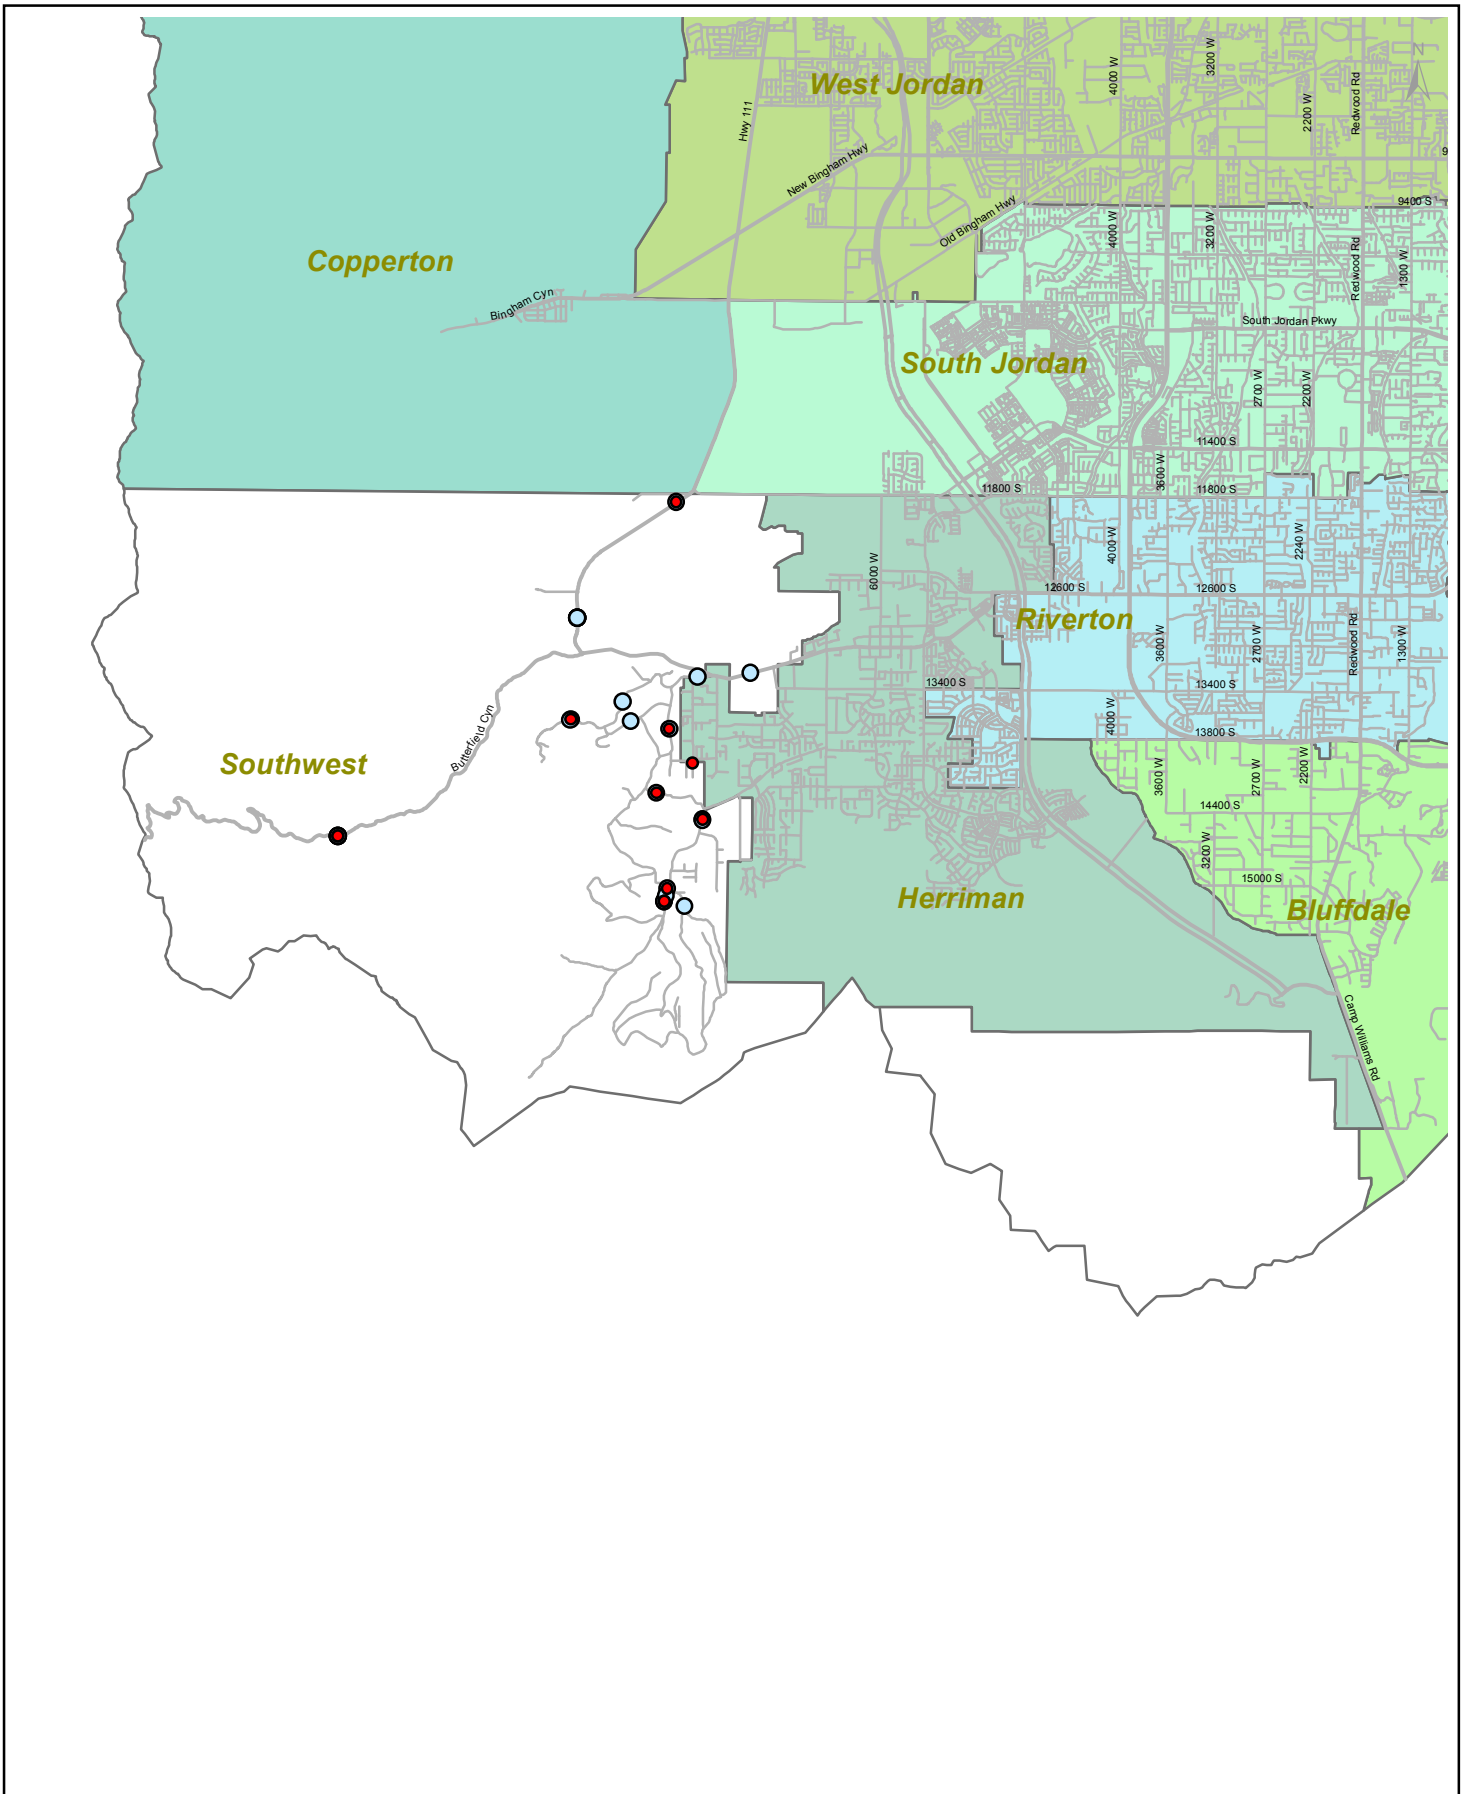 N
West Jordan
3200 W
4000 W
Redwood Rd
2200 W
Hwy 111
New Bingham Hwy
9
9400 S
Old Bingham Hwy
4000 W
3200 W
Redwood Rd
1300 W
Copperton
Bingham Cyn
South Jordan Pkwy
South Jordan
2700 W
2200 W
11400 S
3600 W
11800 S
11800 S
4000 W
2240 W
6000 W
12600 S
12600 S
Riverton
3600 W
2700 W
Redwood Rd
1300 W
13400 S
13400 S
4000 W
13800 S
Butterfield Cyn
Southwest
3600 W
2700 W
2200 W
14400 S
3200 W
15000 S
Herriman
Bluffdale
Camp Williams Rd